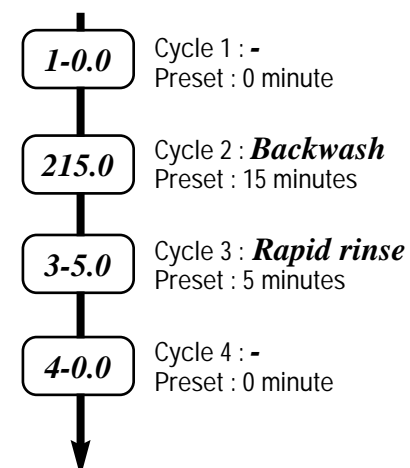 1-0.0
Cycle 1 : -
Preset : 0 minute
215.0
Cycle 2 : Backwash
Preset : 15 minutes
3-5.0
Cycle 3 : Rapid rinse
Preset : 5 minutes
4-0.0
Cycle 4 : -
Preset : 0 minute